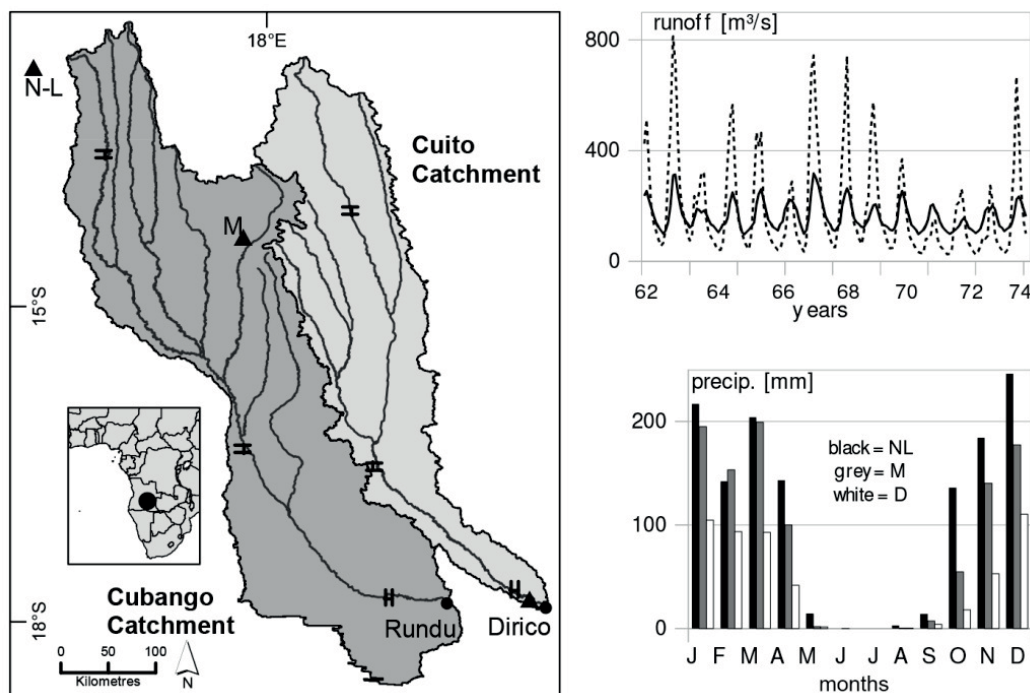 18°E
N-L
Cuito
Catchment
M
15°S
Cubango
Catchment
18°S
Rundu
Dirico
0 50 100
Kilometres
N
runoff [m³/s]
800
400
0
62 64 66 68 70 72 74
years
precip. [mm]
200
black = NL
grey = M
white = D
100
0
J F M A M J J A S O N D
months